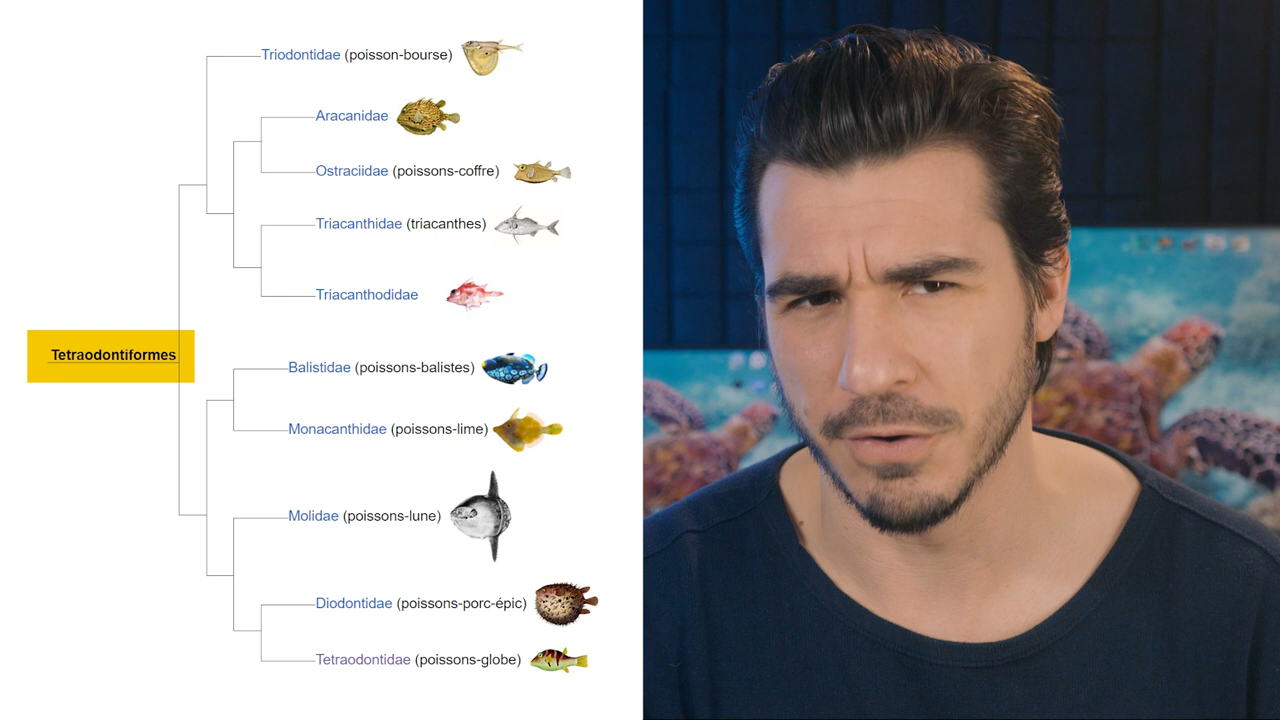 Triodontidae (poisson-bourse)
Aracanidae
Ostraciidae (poissons-coffre)
Triacanthidae (triacanthes)
Triacanthodidae
Tetraodontiformes
Balistidae (poissons-balistes)
Monacanthidae (poissons-lime)
Molidae (poissons-lune)
Diodontidae (poissons-porc-épic)
Tetraodontidae (poissons-globe)